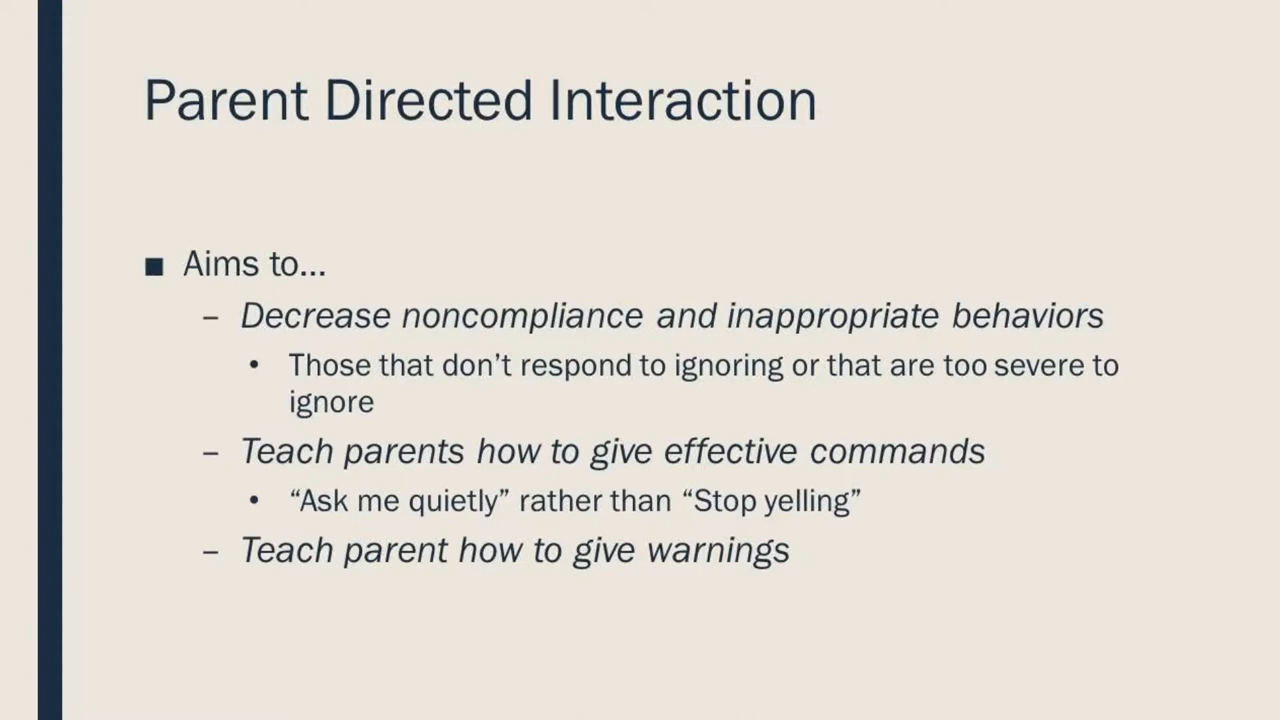 Parent Directed Interaction
■ Aims to...
– Decrease noncompliance and inappropriate behaviors
• Those that don’t respond to ignoring or that are too severe to
ignore
– Teach parents how to give effective commands
• “Ask me quietly” rather than “Stop yelling”
– Teach parent how to give warnings